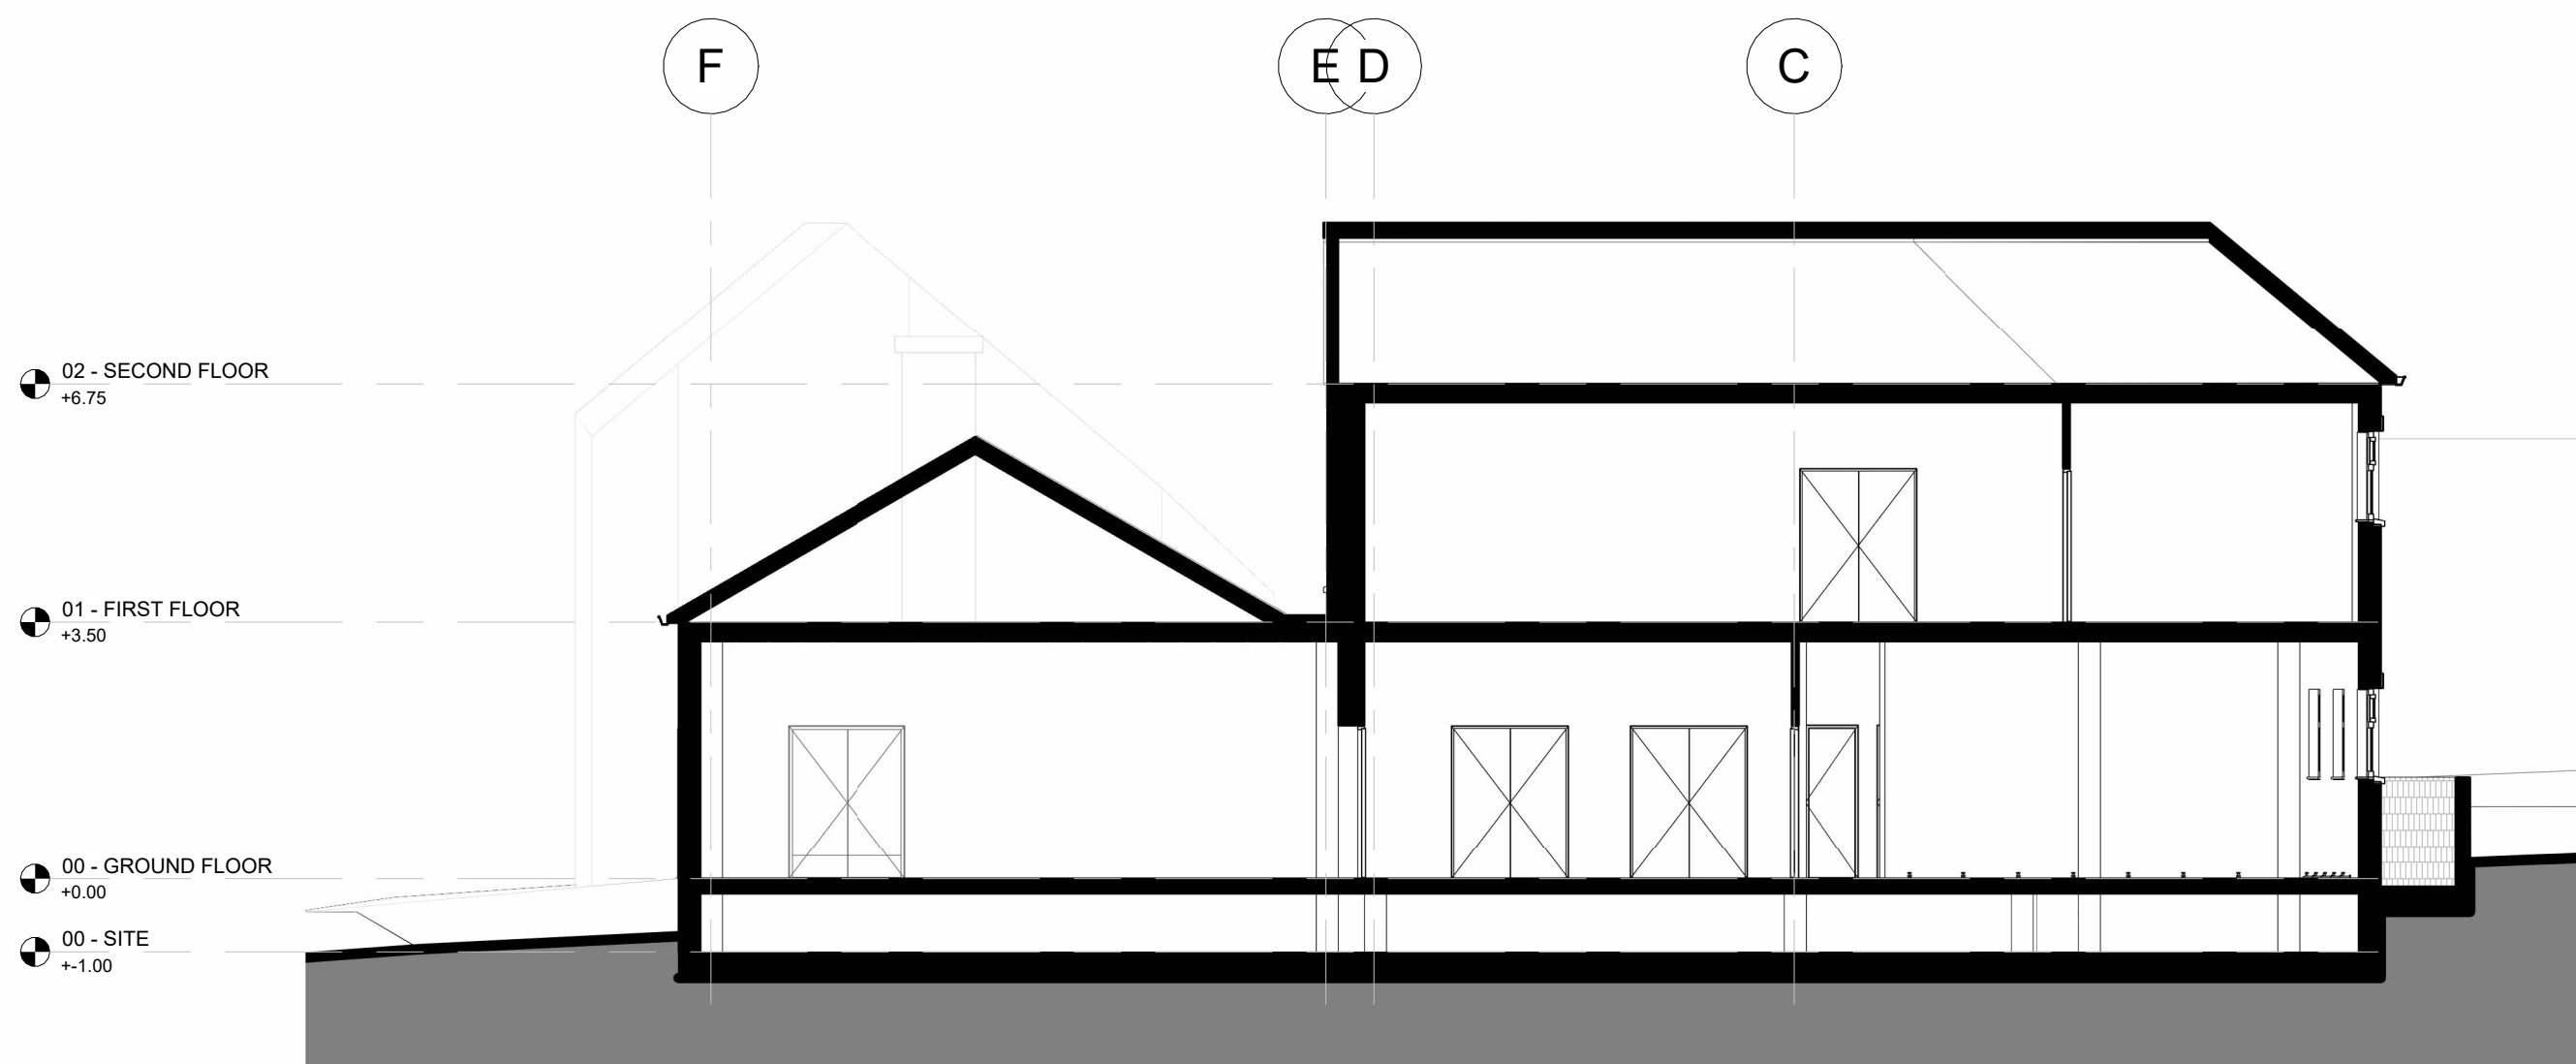 F
E
D
C
02 - SECOND FLOOR
+6.75
01 - FIRST FLOOR
+3.50
00 - GROUND FLOOR
+0.00
00 - SITE
+-1.00